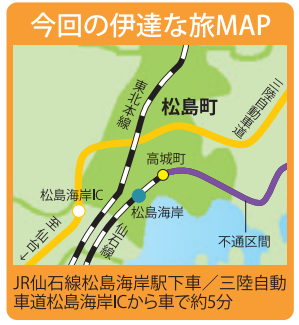 今回の伊達な旅MAP
東北本線
松島町
三陸自動車道
高城町
松島海岸IC
松島海岸
至仙台↓
仙石線
不通区間
JR仙石線松島海岸駅下車／三陸自動
車道松島海岸ICから車で約5分